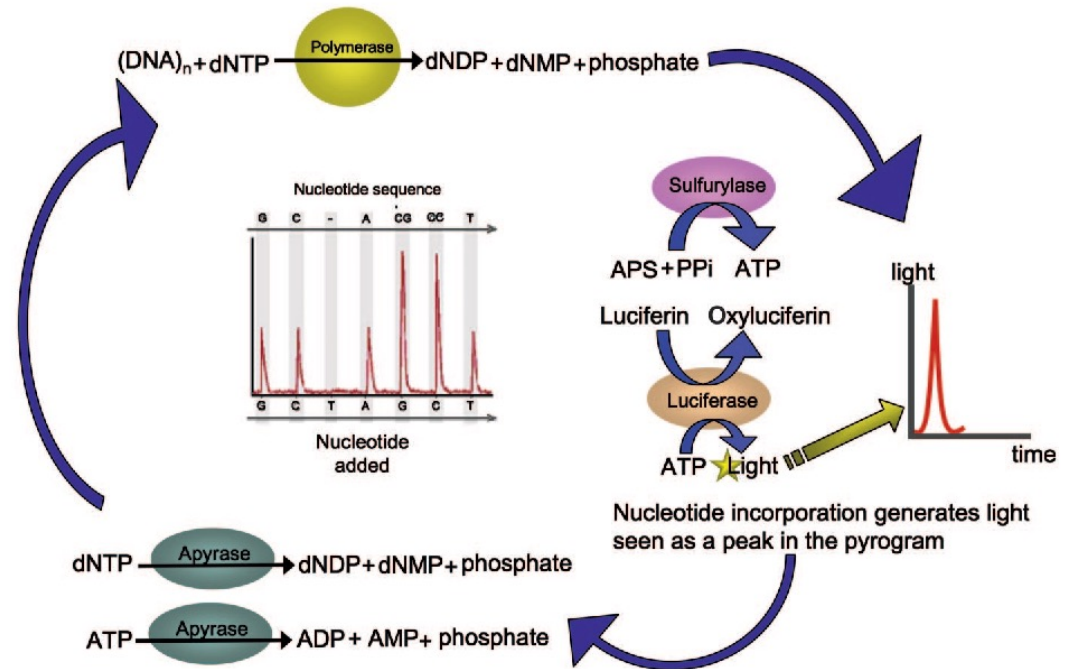 Polymerase
(DNA)n+dNTP dNDP+dNMP+phosphate
Sulfurylase
APS+PPi ATP
Luciferin Oxyluciferin
Luciferase
ATP Light
light
time
Nucleotide sequence
G C - A CG CC T
G C T A G C T
Nucleotide
added
Nucleotide incorporation generates light
seen as a peak in the pyrogram
Apyrase
dNTP dNDP+dNMP+ phosphate
Apyrase
ATP ADP+ AMP+ phosphate